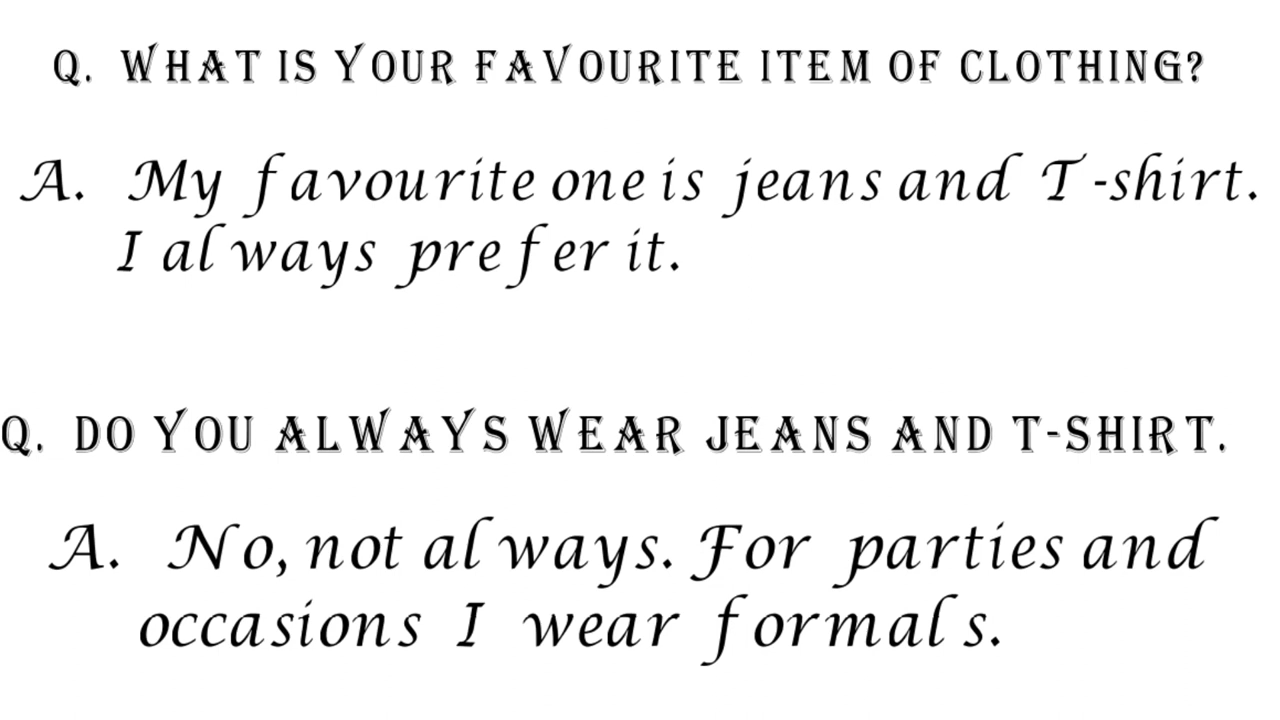 Q. WHAT IS YOUR FAVOURITE ITEM OF CLOTHING?
A. My favourite one is jeans and T-shirt.
I always prefer it.
Q. DO YOU ALWAYS WEAR JEANS AND T-SHIRT.
A. No, not always. For parties and
occasions I wear formals.